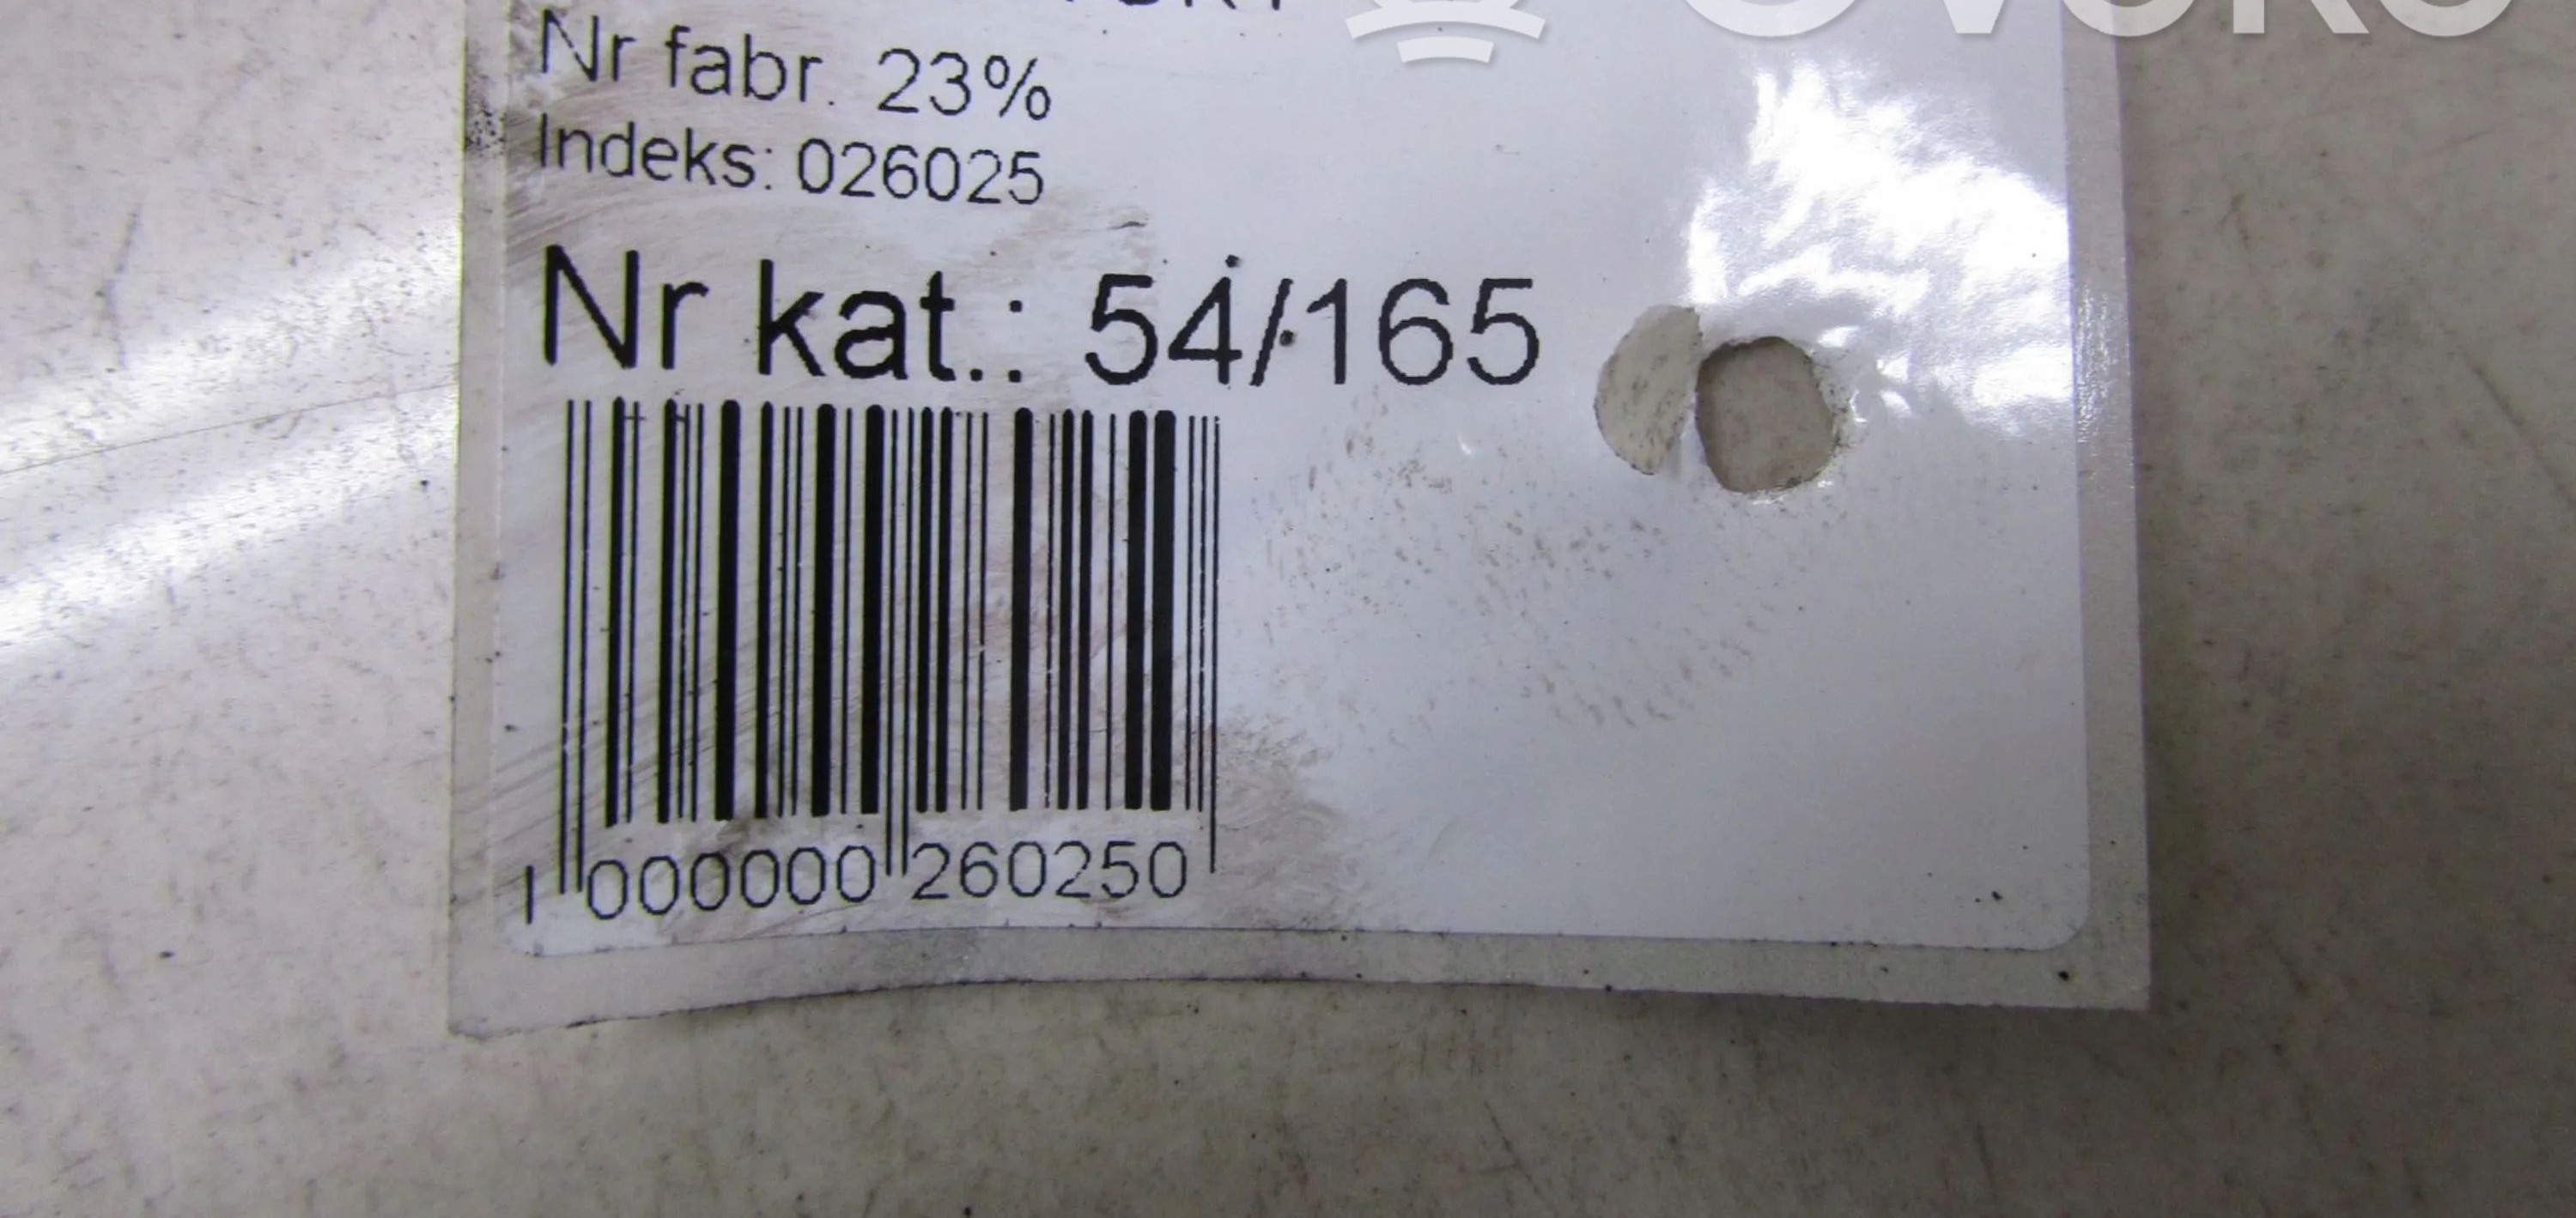 Nr fabr. 23%
Indeks: 026025
Nr kat.: 54/165
1 000000 260250